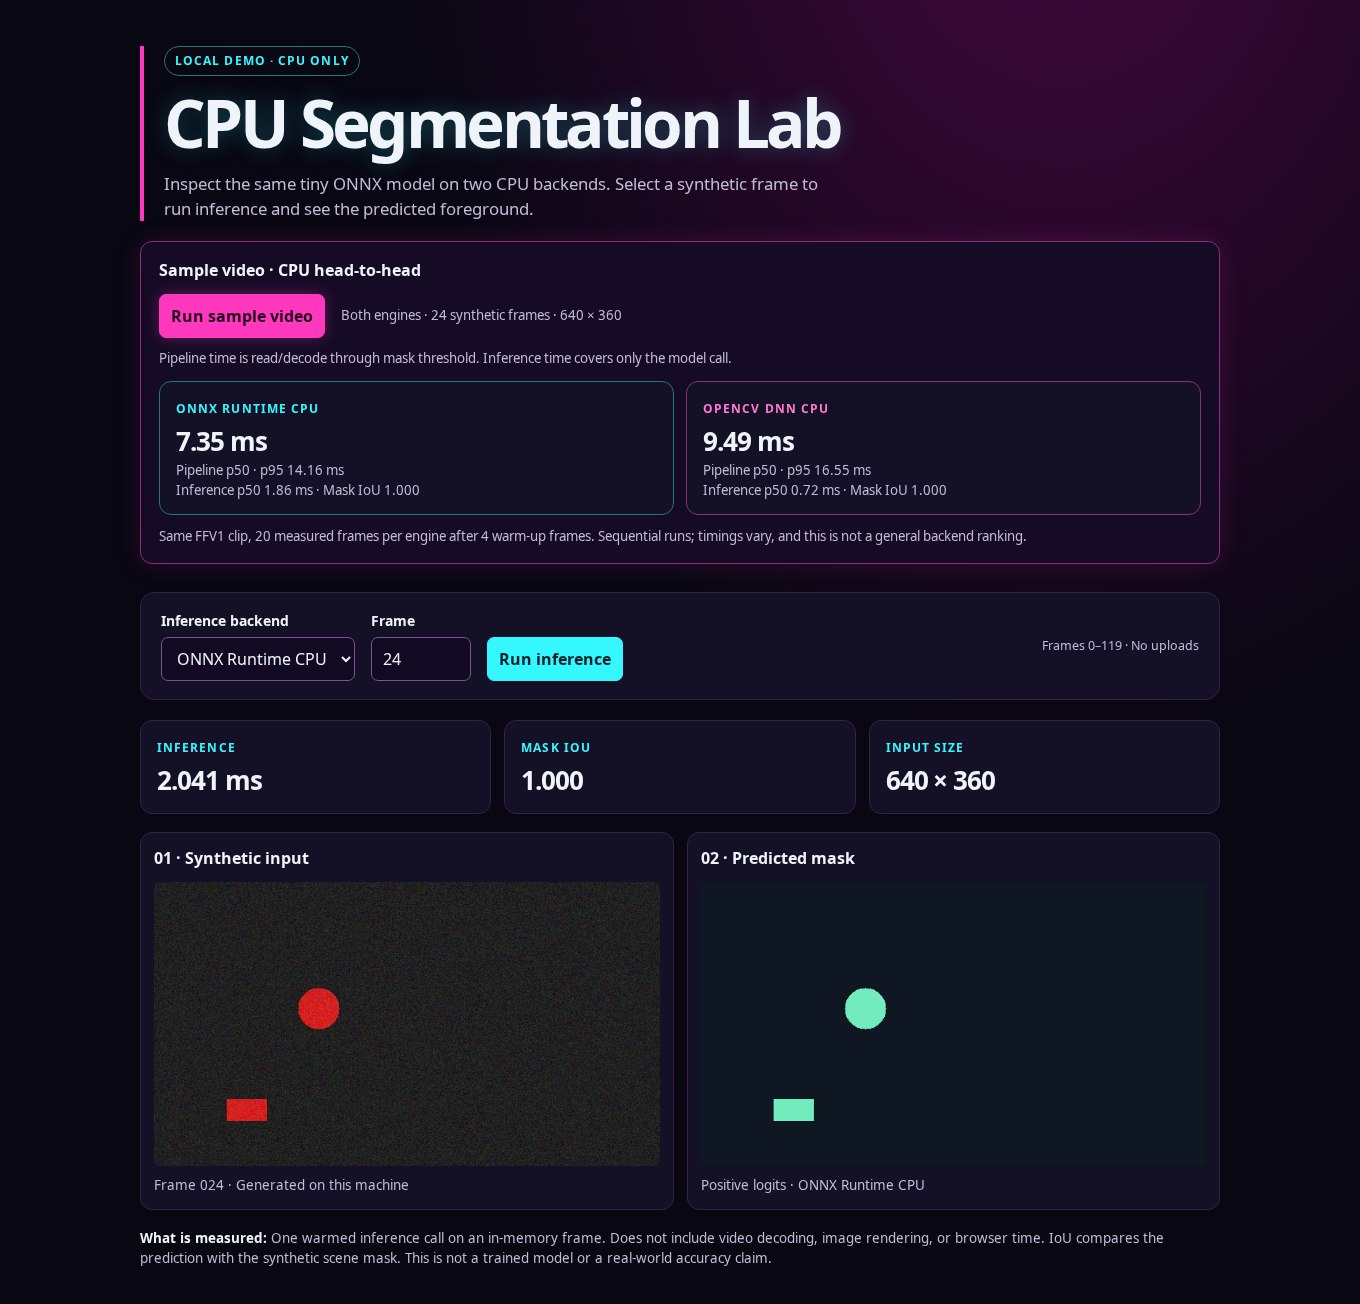 LOCAL DEMO · CPU ONLY
CPU Segmentation Lab
Inspect the same tiny ONNX model on two CPU backends. Select a synthetic frame to
run inference and see the predicted foreground.
Sample video · CPU head-to-head
Run sample video
Both engines · 24 synthetic frames · 640 × 360
Pipeline time is read/decode through mask threshold. Inference time covers only the model call.
ONNX RUNTIME CPU
7.35 ms
Pipeline p50 · p95 14.16 ms
Inference p50 1.86 ms · Mask IoU 1.000
OPENCV DNN CPU
9.49 ms
Pipeline p50 · p95 16.55 ms
Inference p50 0.72 ms · Mask IoU 1.000
Same FFV1 clip, 20 measured frames per engine after 4 warm-up frames. Sequential runs; timings vary, and this is not a general backend ranking.
Inference backend
ONNX Runtime CPU
Frame
24
Run inference
Frames 0–119 · No uploads
INFERENCE
2.041 ms
MASK IOU
1.000
INPUT SIZE
640 × 360
01 · Synthetic input
Frame 024 · Generated on this machine
02 · Predicted mask
Positive logits · ONNX Runtime CPU
What is measured: One warmed inference call on an in-memory frame. Does not include video decoding, image rendering, or browser time. IoU compares the
prediction with the synthetic scene mask. This is not a trained model or a real-world accuracy claim.